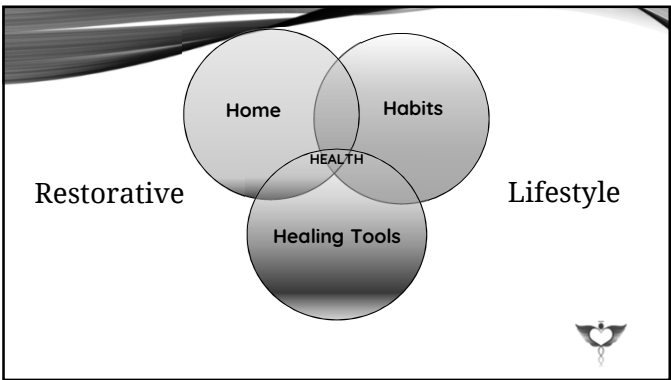 Home
Habits
HEALTH
Restorative
Lifestyle
Healing Tools